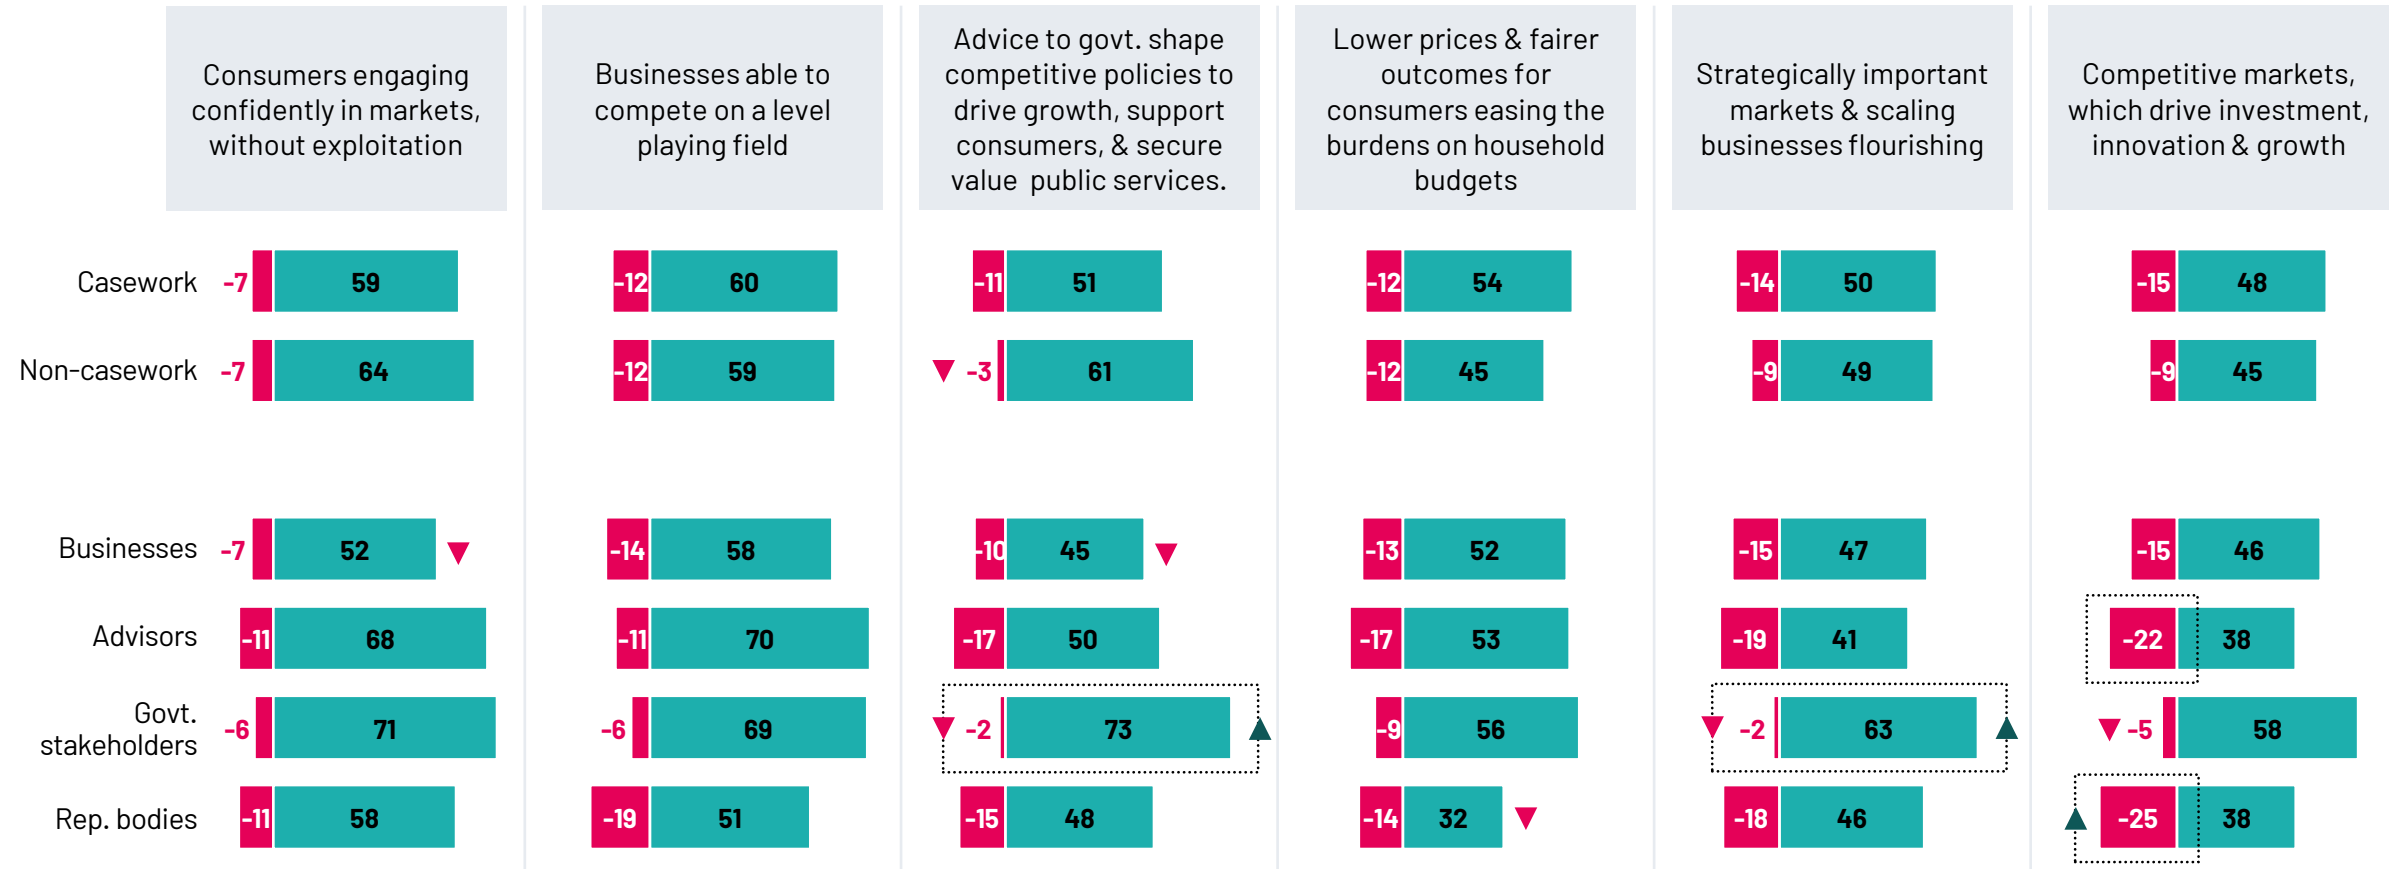 Consumers engaging
confidently in markets,
without exploitation
Businesses able to
compete on a level
playing field
Advice to govt. shape
competitive policies to
drive growth, support
consumers, & secure
value public services.
Lower prices & fairer
outcomes for
consumers easing the
burdens on household
budgets
Strategically important
markets & scaling
businesses flourishing
Competitive markets,
which drive investment,
innovation & growth
Casework -7 59 -12 60 -11 51 -12 54 -14 50 -15 48
Non-casework -7 64 -12 59 -3 61 -12 45 -9 49 -9 45
Businesses -7 52 -14 58 -10 45 -13 52 -15 47 -15 46
Advisors -11 68 -11 70 -17 50 -17 53 -19 41 -22 38
Govt.
stakeholders -6 71 -6 69 -2 73 -9 56 -2 63 -5 58
Rep. bodies -11 58 -19 51 -15 48 -14 32 -18 46 -25 38